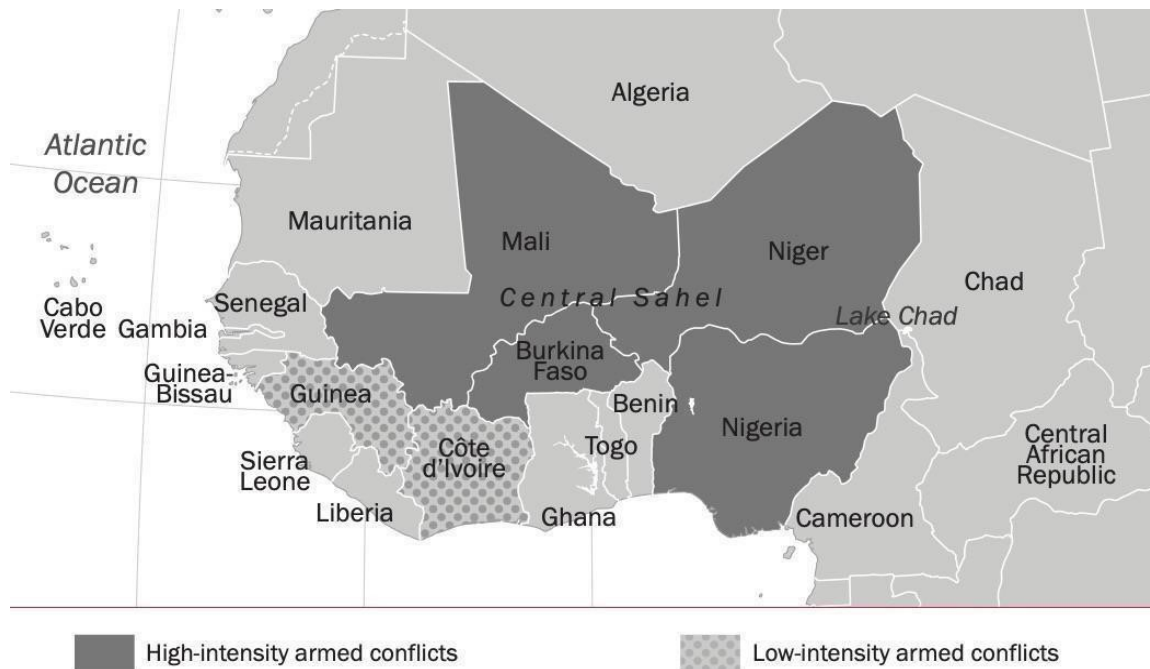 Algeria
Atlantic
Ocean
Mauritania
Mali
Niger
Chad
Cabo
Verde
Senegal
Central Sahel
Lake Chad
Gambia
Guinea-
Bissau
Guinea
Burkina
Faso
Benin
Nigeria
Togo
Côte
d'Ivoire
Central
African
Republic
Sierra
Leone
Liberia
Ghana
Cameroon
High-intensity armed conflicts
Low-intensity armed conflicts